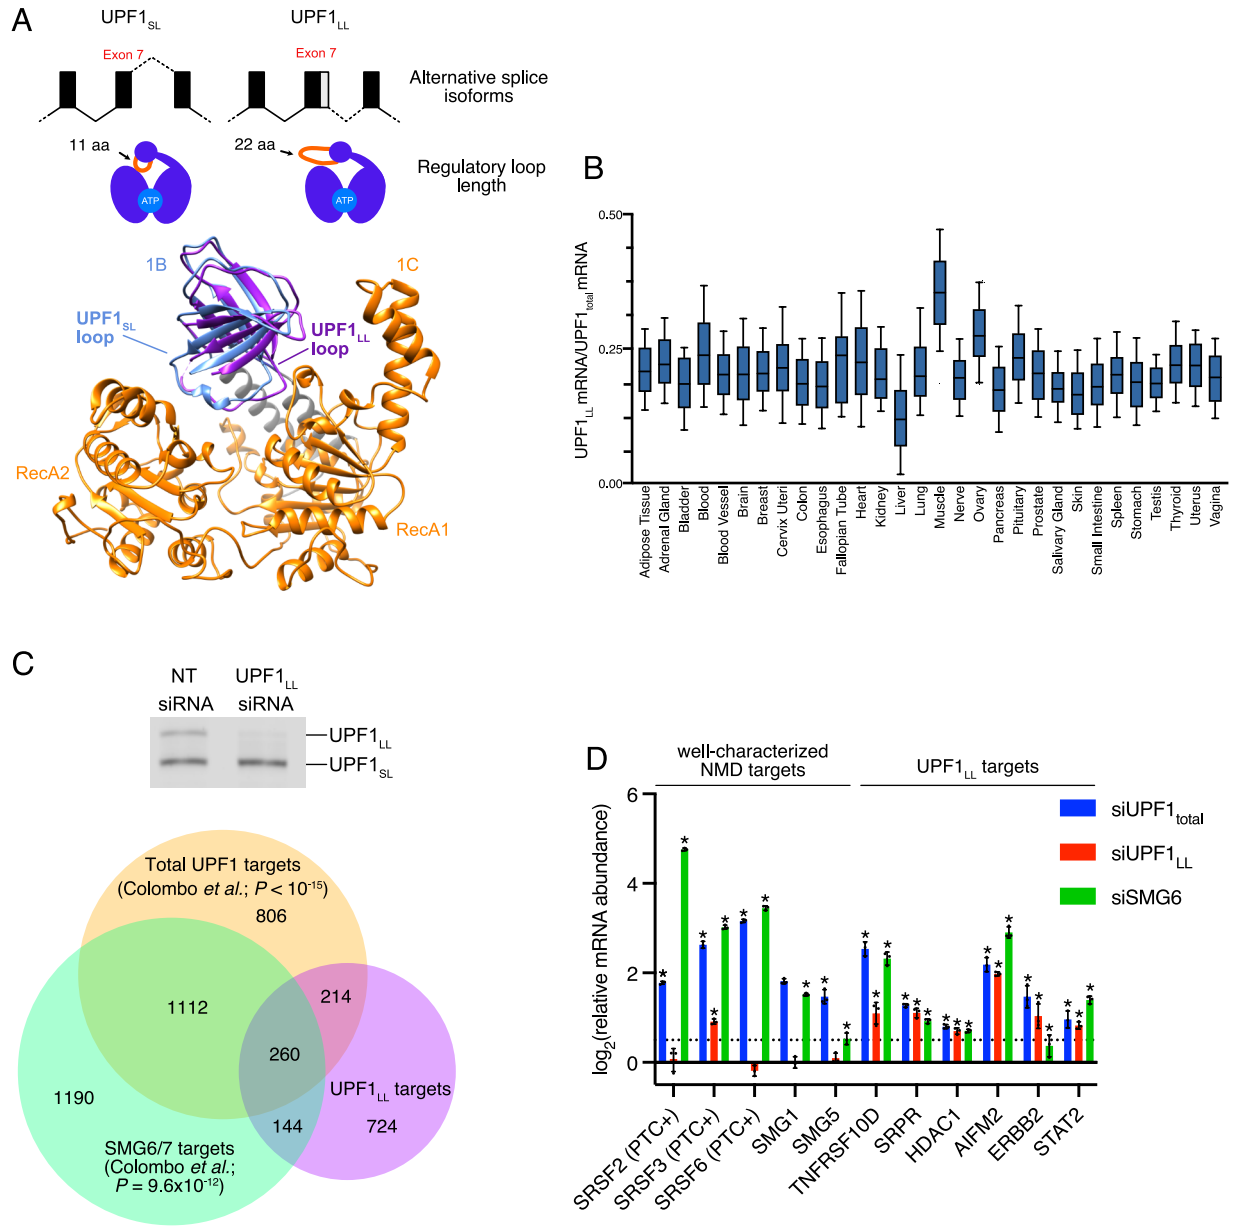 A
UPF1SL
UPF1LL
Exon 7
Exon 7
Alternative splice
isoforms
11 aa
22 aa
ATP
ATP
Regulatory loop
length
1B
1C
UPF1SL
loop
UPF1LL
loop
RecA2
RecA1
B
UPF1LL mRNA/UPF1total mRNA
0.50
0.25
0.00
Adipose Tissue
Adrenal Gland
Bladder
Blood
Blood Vessel
Brain
Breast
Cervix Uteri
Colon
Esophagus
Fallopian Tube
Heart
Kidney
Liver
Lung
Muscle
Nerve
Ovary
Pancreas
Pituitary
Prostate
Salivary Gland
Skin
Small Intestine
Spleen
Stomach
Testis
Thyroid
Uterus
Vagina
C
NT
siRNA
UPF1LL
siRNA
UPF1LL
UPF1SL
Total UPF1 targets
(Colombo et al.; P < 10-15)
806
1112
214
260
1190
144
UPF1LL targets
724
SMG6/7 targets
(Colombo et al.;
P = 9.6x10-12)
D
well-characterized
NMD targets
UPF1LL targets
log2(relative mRNA abundance)
6
4
2
0
siUPF1total
siUPF1LL
siSMG6
SRSF2 (PTC+)
SRSF3 (PTC+)
SRSF6 (PTC+)
SMG1
SMG5
TNFRSF10D
SRPR
HDAC1
AIFM2
ERBB2
STAT2